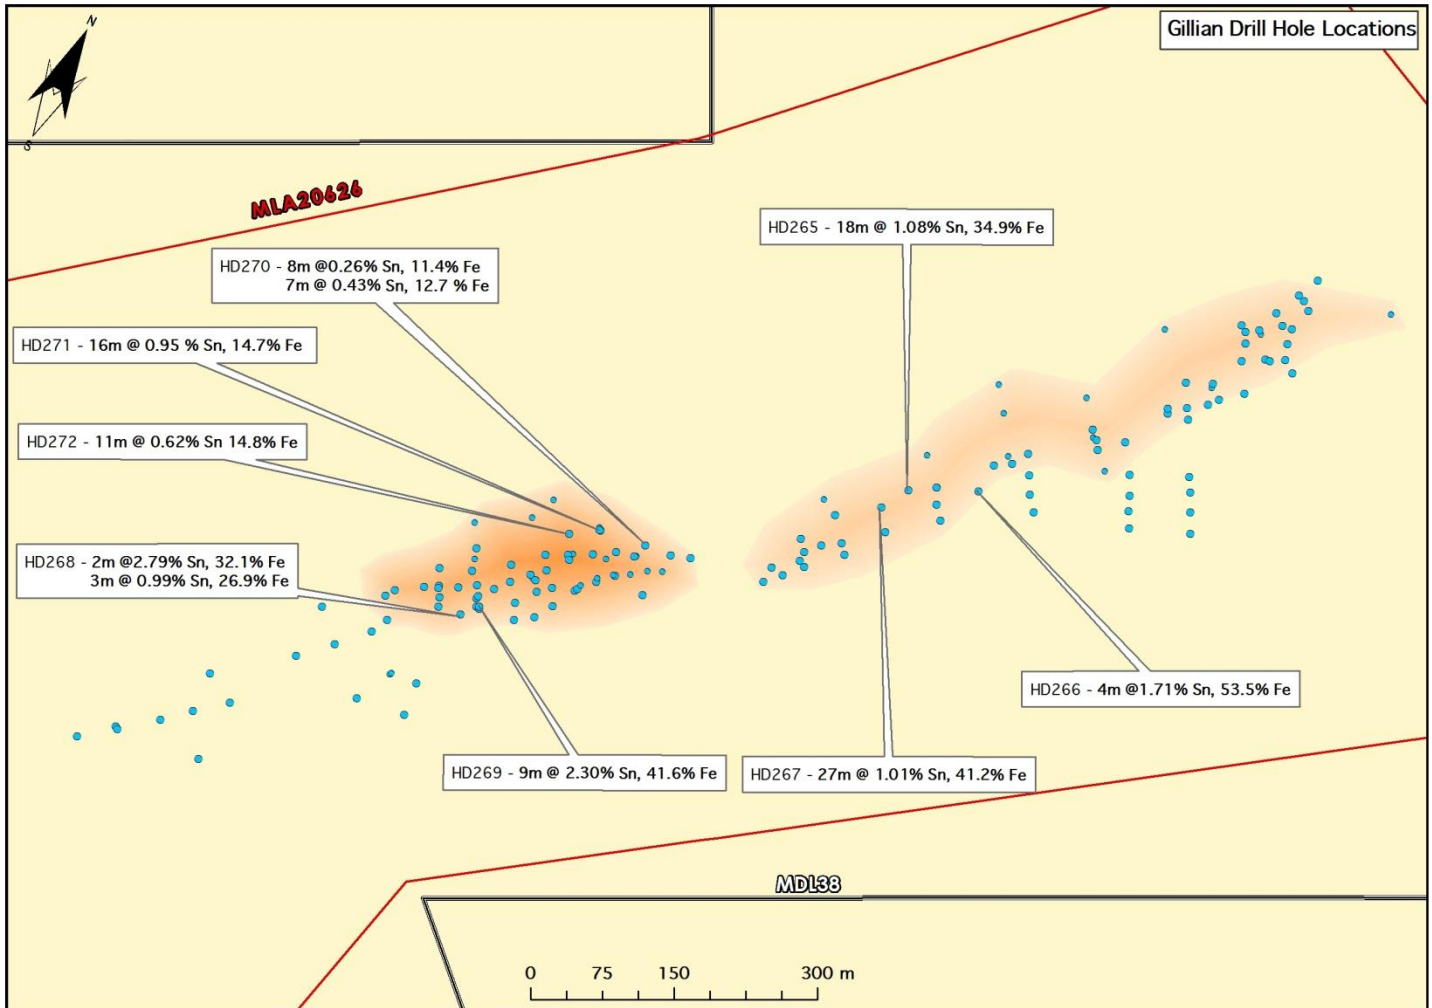 Gillian Drill Hole Locations
N
S
MLA20626
HD265 - 18m @ 1.08% Sn, 34.9% Fe
HD270 - 8m @0.26% Sn, 11.4% Fe
7m @ 0.43% Sn, 12.7 % Fe
HD271 - 16m @ 0.95 % Sn, 14.7% Fe
HD272 - 11m @ 0.62% Sn 14.8% Fe
HD268 - 2m @2.79% Sn, 32.1% Fe
3m @ 0.99% Sn, 26.9% Fe
HD266 - 4m @1.71% Sn, 53.5% Fe
HD269 - 9m @ 2.30% Sn, 41.6% Fe
HD267 - 27m @ 1.01% Sn, 41.2% Fe
MDL38
0 75 150 300 m